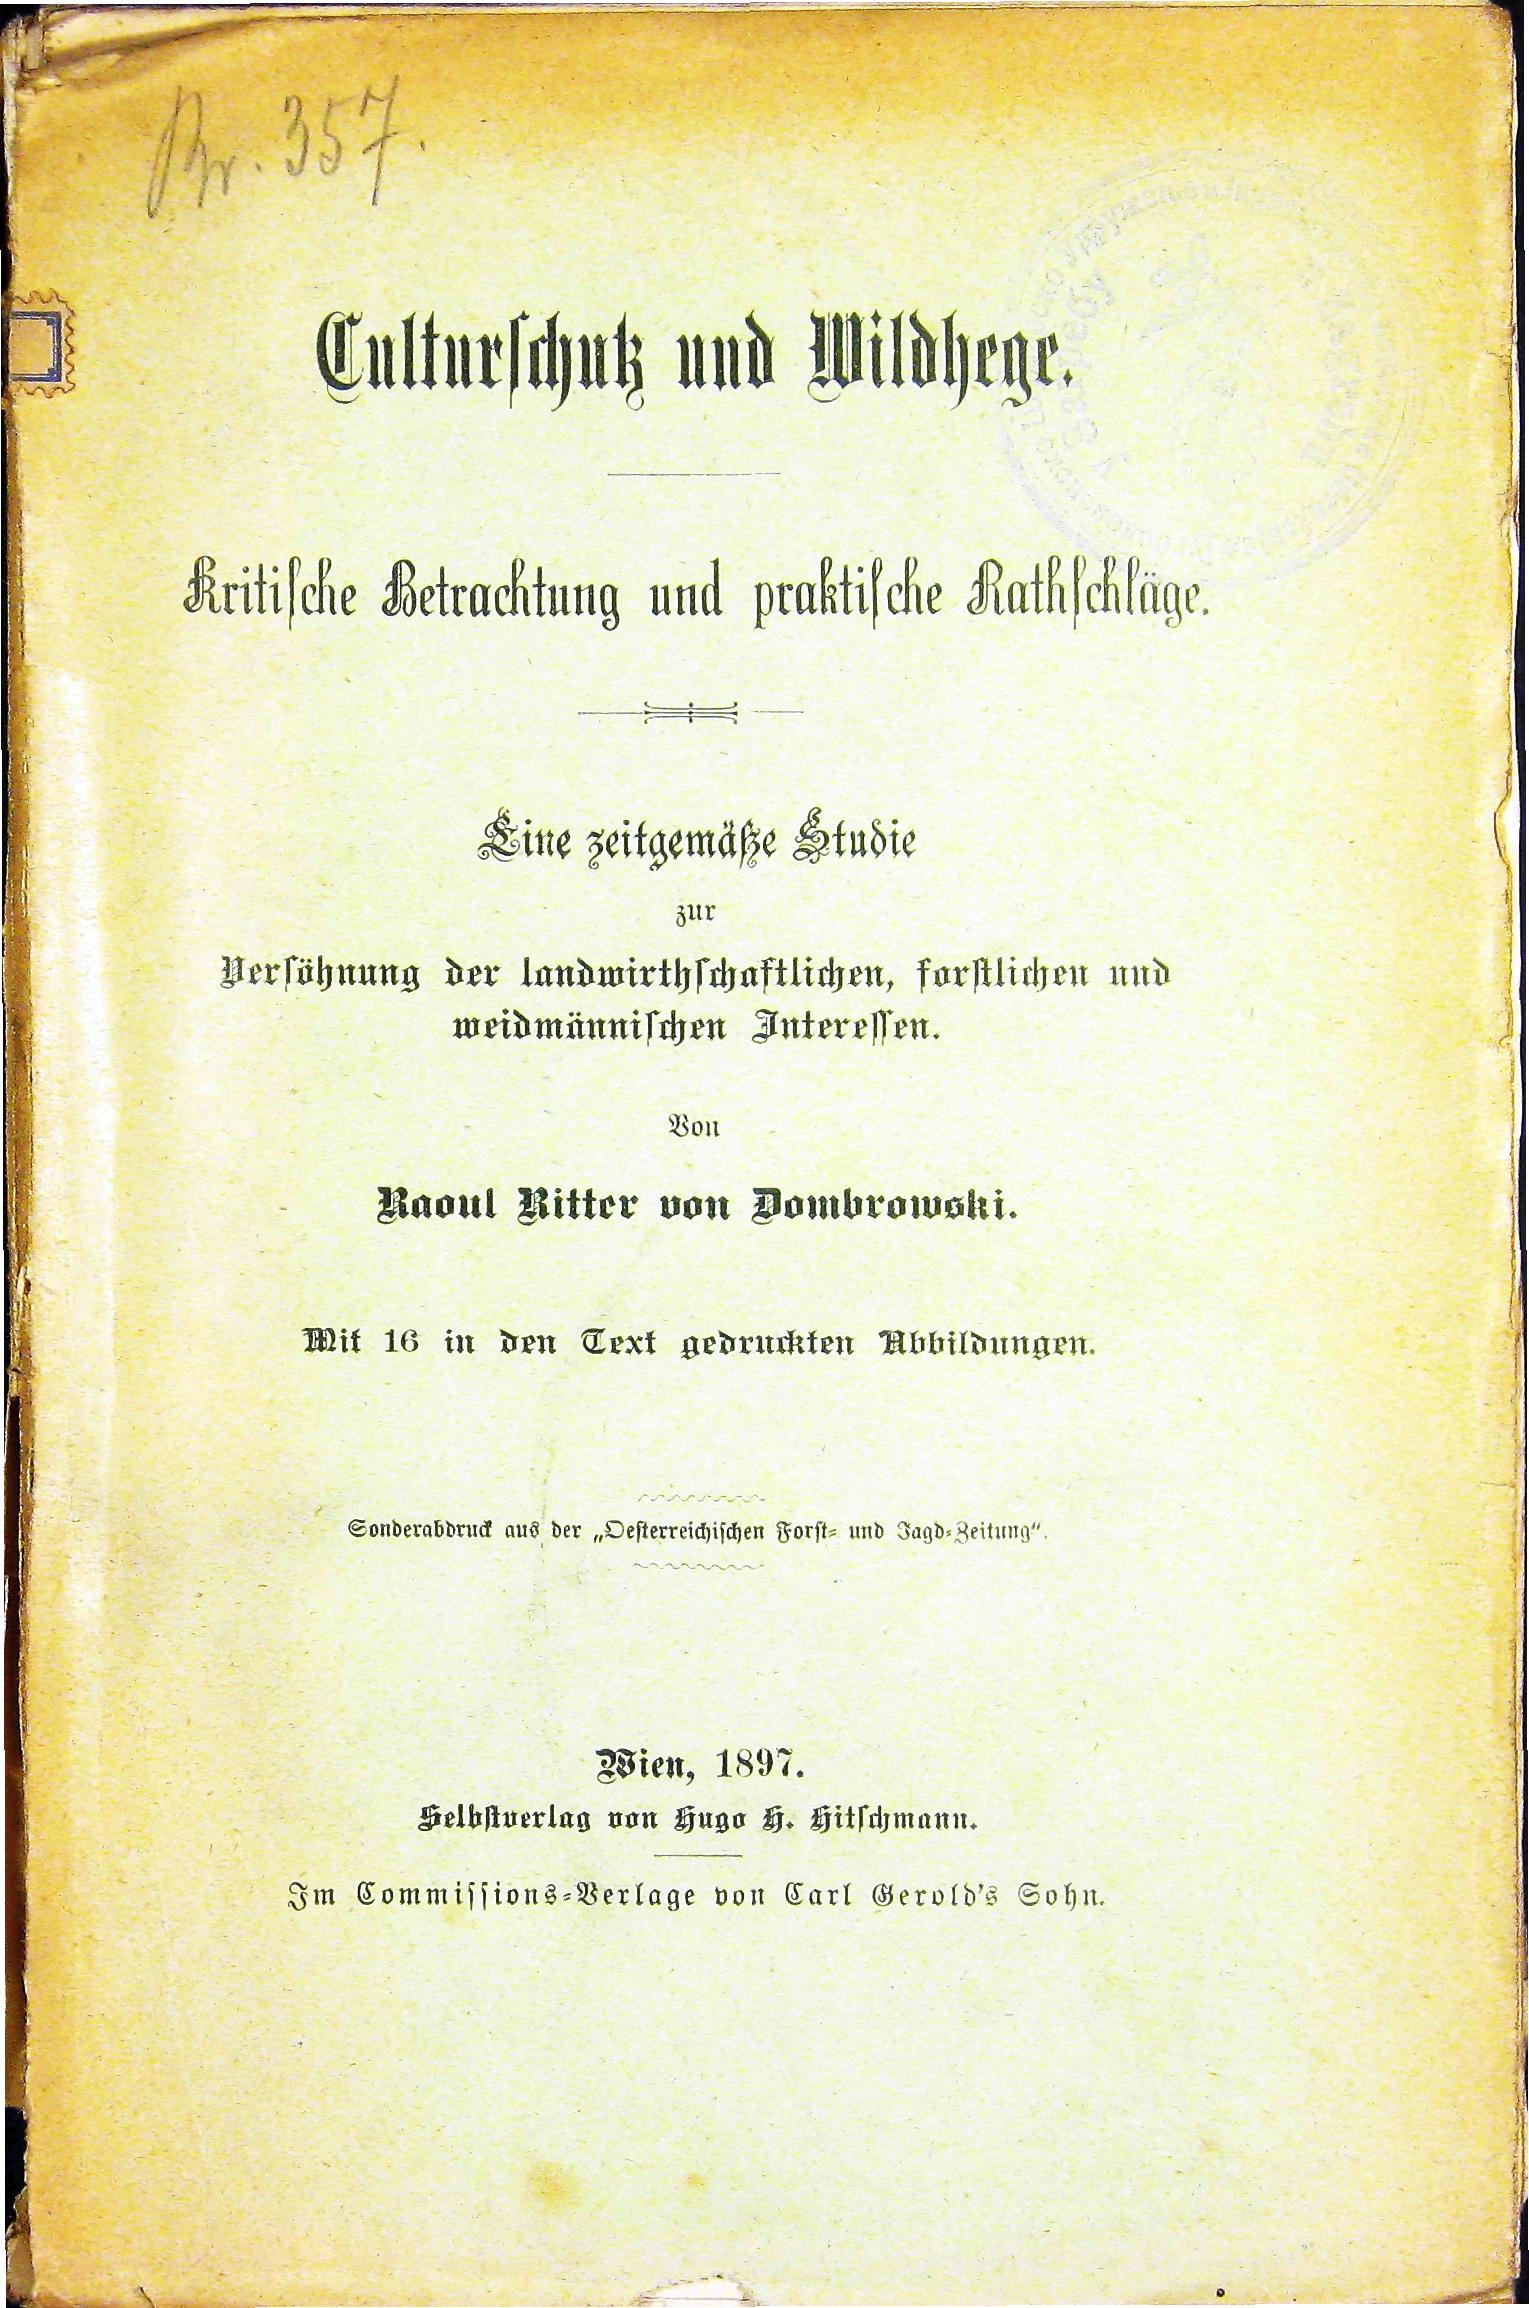 Nr. 357.
Culturschutz und Wildhege.
Kritische Betrachtung und praktische Rathschläge.
Eine zeitgemäße Studie
zur
Versöhnung der landwirthschaftlichen, forstlichen und
weidmännischen Interessen.
Von
Raoul Ritter von Dombrowski.
Mit 16 in den Text gedruckten Abbildungen.
Sonderabdruck aus der „Oesterreichischen Forst- und Jagd-Zeitung“.
Wien, 1897.
Selbstverlag von Hugo H. Hitschmann.
Im Commissions-Verlage von Carl Gerold's Sohn.